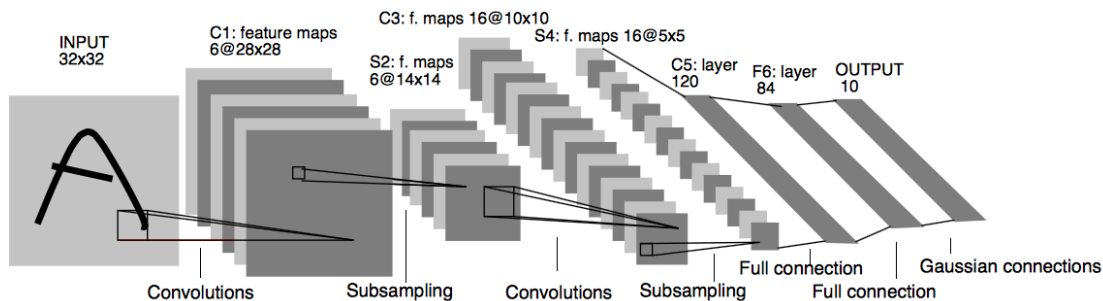 INPUT
32x32
C1: feature maps
6@28x28
S2: f. maps
6@14x14
C3: f. maps 16@10x10
S4: f. maps 16@5x5
C5: layer
120
F6: layer
84
OUTPUT
10
A
Convolutions
Subsampling
Convolutions
Subsampling
Full connection
Full connection
Gaussian connections